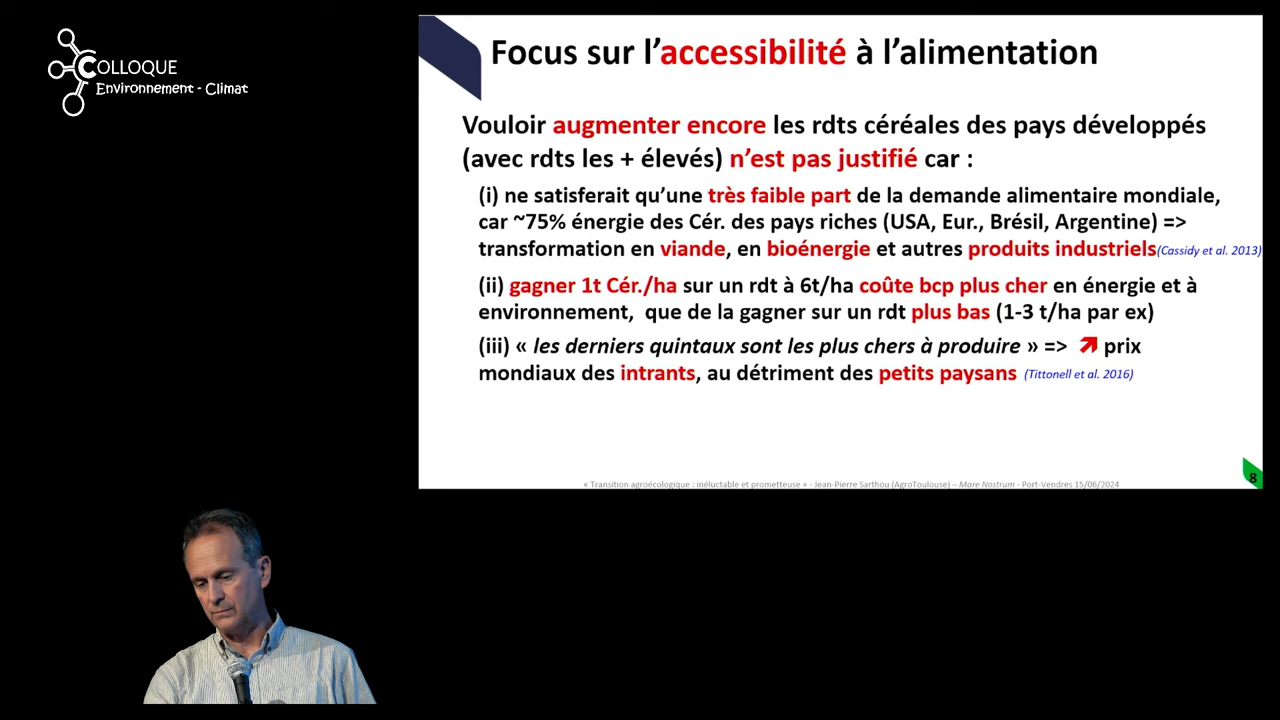 COLLOQUE
Environnement - Climat
Focus sur l'accessibilité à l'alimentation
Vouloir augmenter encore les rdts céréales des pays développés
(avec rdts les + élevés) n'est pas justifié car :
(i) ne satisferait qu'une très faible part de la demande alimentaire mondiale,
car ~75% énergie des Cér. des pays riches (USA, Eur., Brésil, Argentine) =>
transformation en viande, en bioénergie et autres produits industriels(Cassidy et al. 2013)
(ii) gagner 1t Cér./ha sur un rdt à 6t/ha coûte bcp plus cher en énergie et à
environnement, que de la gagner sur un rdt plus bas (1-3 t/ha par ex)
(iii) « les derniers quintaux sont les plus chers à produire » => ↗ prix
mondiaux des intrants, au détriment des petits paysans (Tittonell et al. 2016)
« Transition agroécologique : inéluctable et prometteuse » - Jean-Pierre Sarthou (AgroToulouse) – Mare Nostrum - Port-Vendres 15/06/2024
8